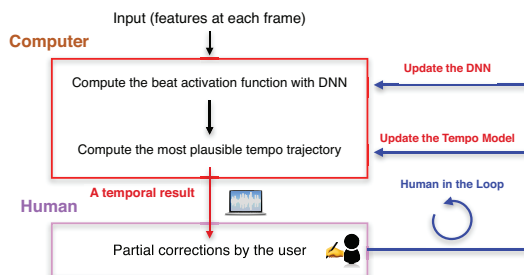 Input (features at each frame)
Computer
Compute the beat activation function with DNN
Update the DNN
Compute the most plausible tempo trajectory
Update the Tempo Model
A temporal result
Human in the Loop
Human
Partial corrections by the user